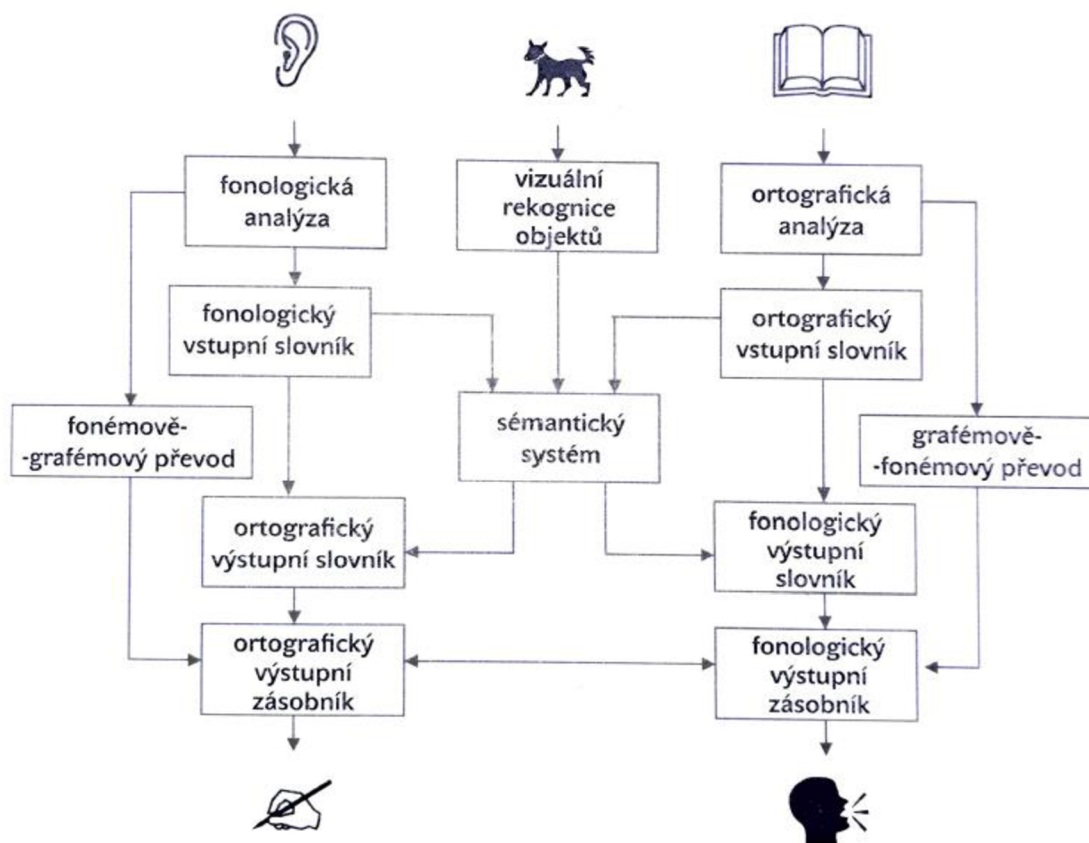 fonologická
analýza
vizuální
rekognice
objektů
ortografická
analýza
fonologický
vstupní slovník
ortografický
vstupní slovník
fonémově-
-grafémový převod
sémantický
systém
grafémově-
-fonémový převod
ortografický
výstupní slovník
fonologický
výstupní
slovník
ortografický
výstupní
zásobník
fonologický
výstupní
zásobník